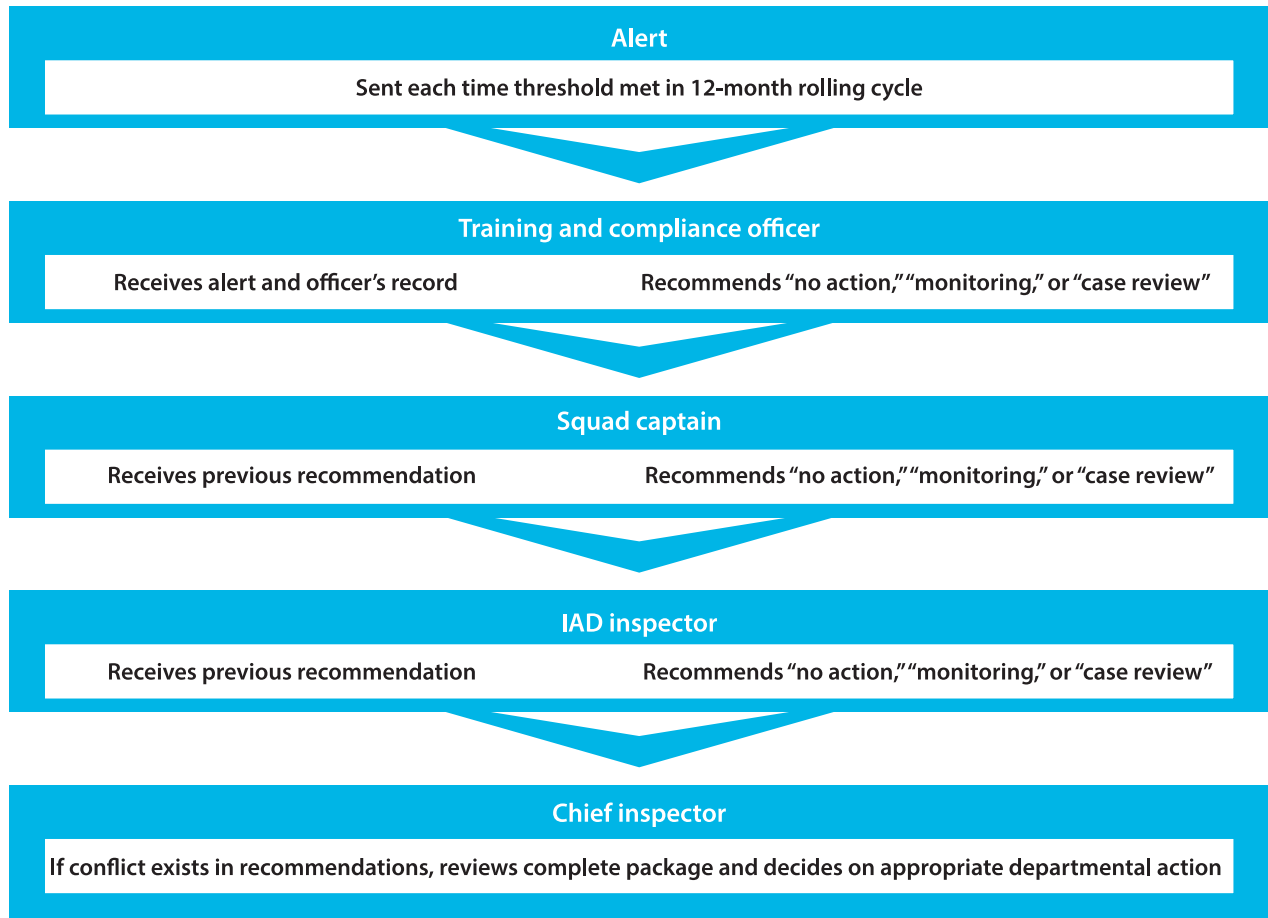 Alert
Sent each time threshold met in 12-month rolling cycle
Training and compliance officer
Receives alert and officer’s record Recommends “no action,” “monitoring,” or “case review”
Squad captain
Receives previous recommendation Recommends “no action,” “monitoring,” or “case review”
IAD inspector
Receives previous recommendation Recommends “no action,” “monitoring,” or “case review”
Chief inspector
If conflict exists in recommendations, reviews complete package and decides on appropriate departmental action